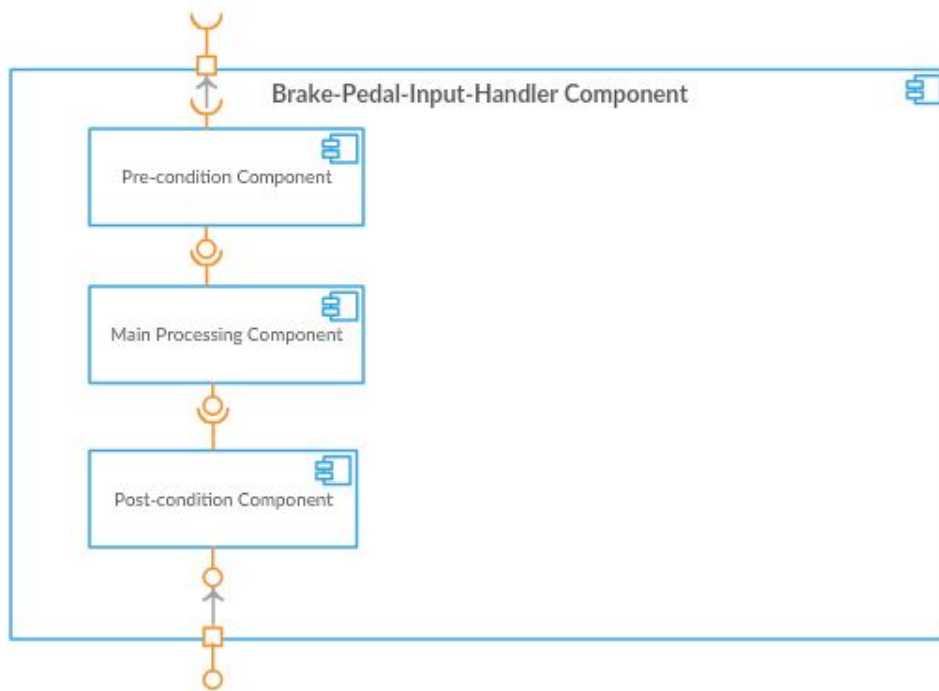 Brake-Pedal-Input-Handler Component
Pre-condition Component
Main Processing Component
Post-condition Component